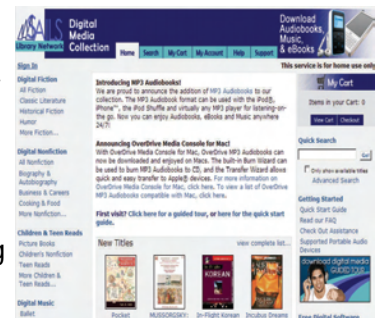 SAILS
Library Network
Digital
Media
Collection
Download
Audiobooks,
Music,
& eBooks
Home Search My Cart My Account Help Support
Sign In
This service is for home use only
Digital Fiction
All Fiction
Classic Literature
Historical Fiction
Humor
More Fiction...
Digital Nonfiction
All Nonfiction
Biography &
Autobiography
Business & Careers
Cooking & Food
More Nonfiction...
Children & Teen Reads
Picture Books
Children's Nonfiction
Teen Reads
More Children &
Teen Reads...
Digital Music
Ballet
Introducing MP3 Audiobooks!
We are proud to announce the addition of MP3 Audiobooks to our
collection. The MP3 Audiobook format can be used with the iPod®,
iPhone™, the iPod Shuffle and virtually any MP3 player for listening-on-
the go. Now you can enjoy Audiobooks, eBooks and Music anywhere
24/7!
Announcing OverDrive Media Console for Mac!
With OverDrive Media Console for Mac, OverDrive MP3 Audiobooks can
now be downloaded and enjoyed on Macs. The built-in Burn Wizard can
be used to burn MP3 Audiobooks to CD, and the Transfer Wizard allows
quick and easy transfer to Apple® devices. For more information on
OverDrive Media Console for Mac, click here. To view a list of OverDrive
MP3 Audiobooks compatible with Mac, click here.
First visit? Click here for a guided tour, or here for the quick start
guide.
New Titles
view complete list...
KOREAN
Pocket
MUSSORGSKY:
In-Flight Korean
Incubus Dreams
My Cart
Items in your Cart: 0
View Cart Checkout
Quick Search
Go!
Only show available titles
Advanced Search
Getting Started
Quick Start Guide
Read our FAQ
Check Out Assistance
Supported Portable Audio
Devices
download digital media
GUIDED TOUR
Free Digital Software
g